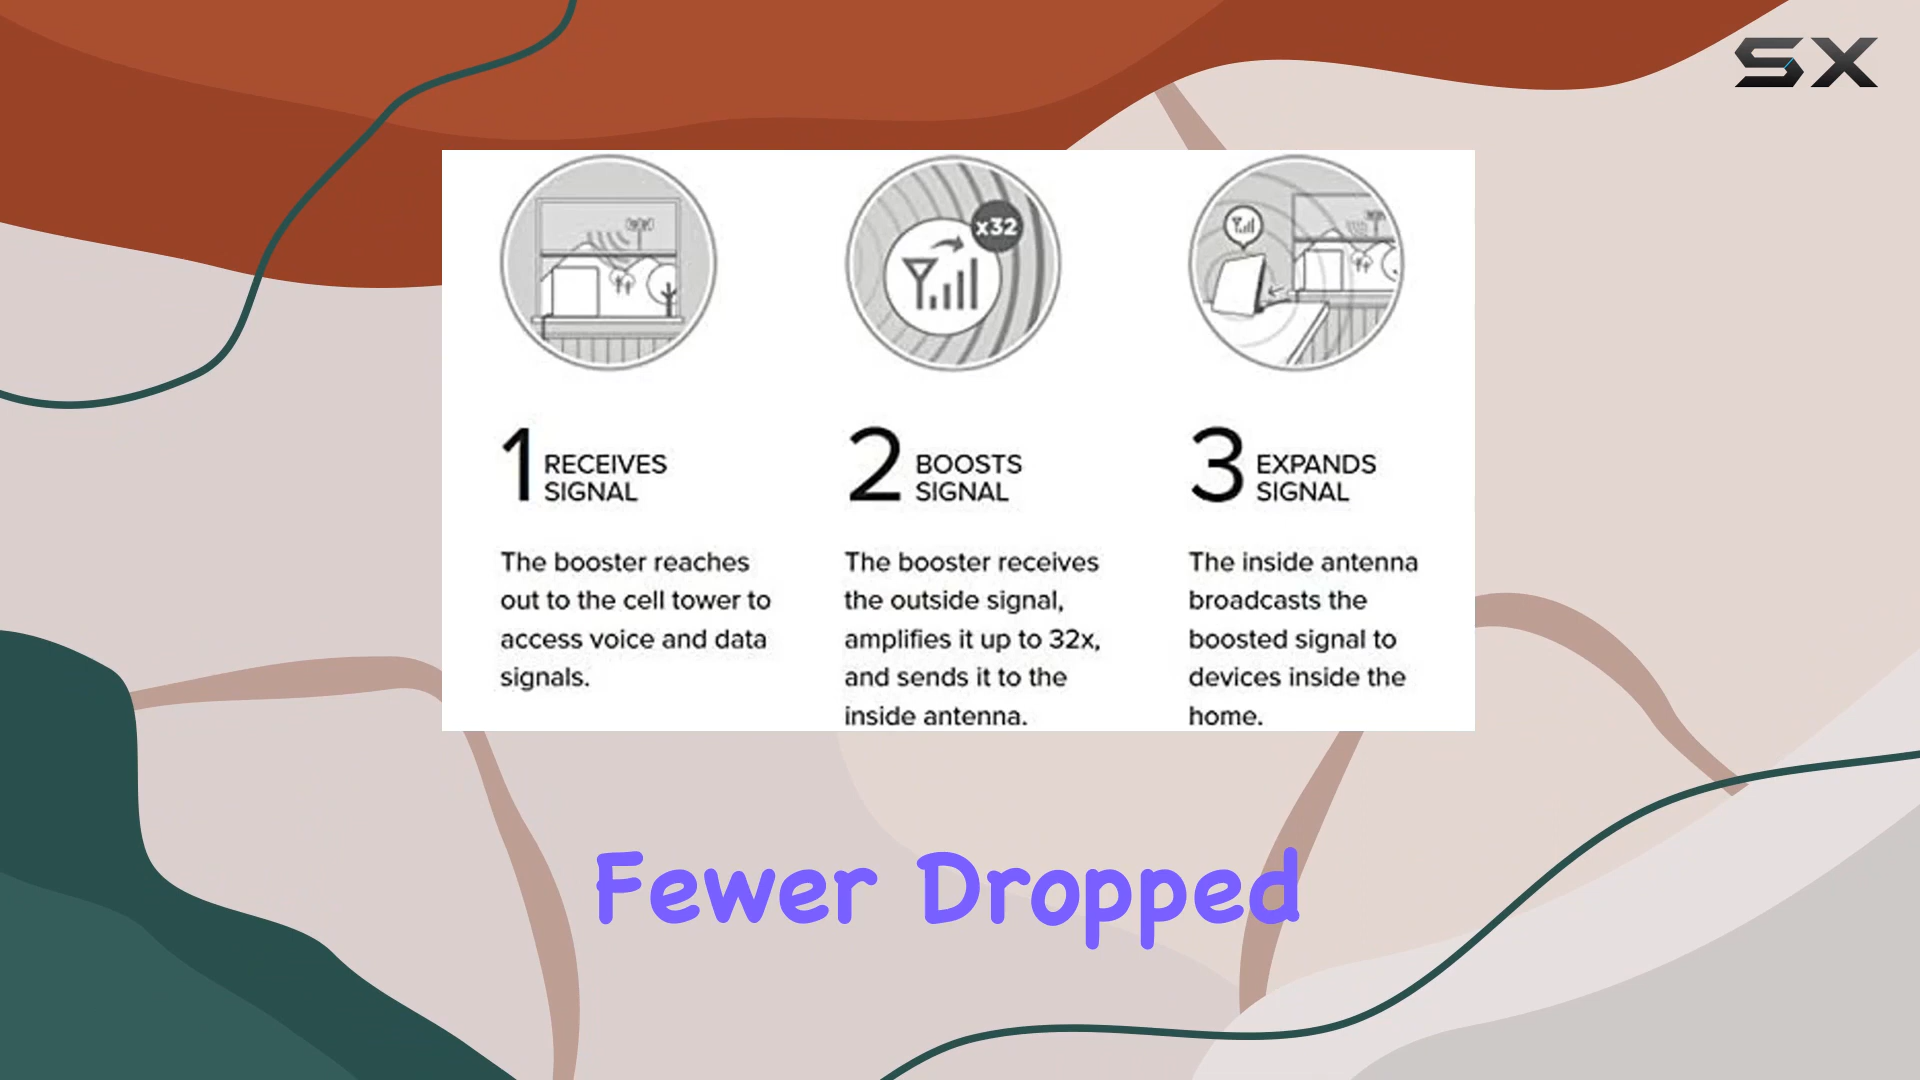 SX
x32
1 RECEIVES
SIGNAL
The booster reaches
out to the cell tower to
access voice and data
signals.
2 BOOSTS
SIGNAL
The booster receives
the outside signal,
amplifies it up to 32x,
and sends it to the
inside antenna.
3 EXPANDS
SIGNAL
The inside antenna
broadcasts the
boosted signal to
devices inside the
home.
Fewer Dropped